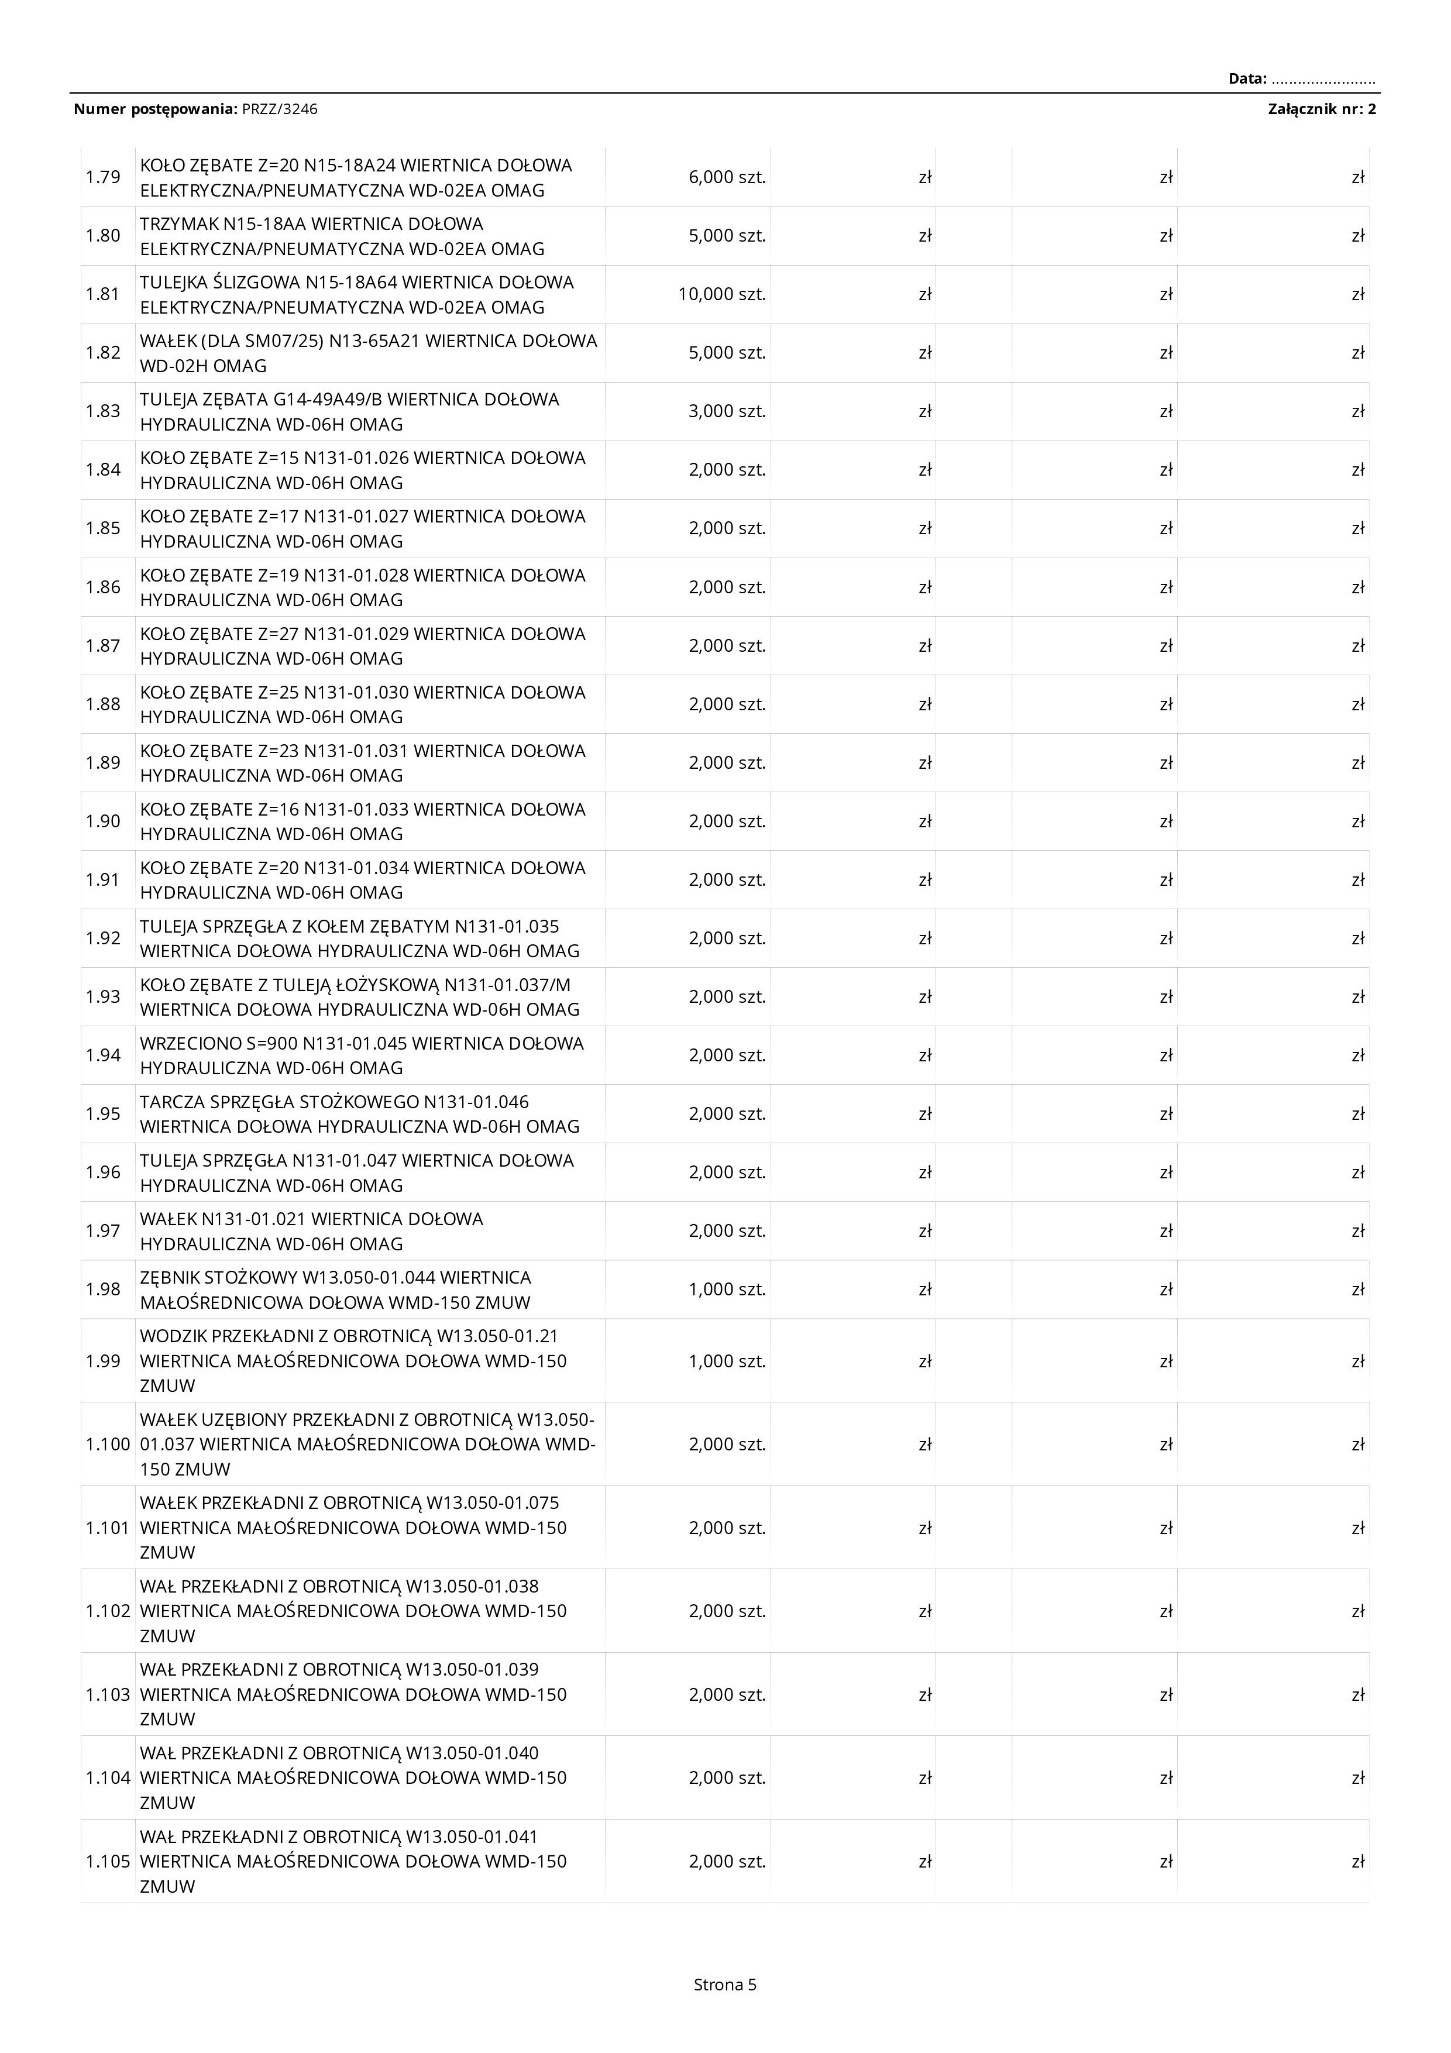 Data: ........................
Numer postępowania: PRZZ/3246 Załącznik nr: 2
1.79 KOŁO ZĘBATE Z=20 N15-18A24 WIERTNICA DOŁOWA
ELEKTRYCZNA/PNEUMATYCZNA WD-02EA OMAG 6,000 szt. zł zł zł
1.80 TRZYMAK N15-18AA WIERTNICA DOŁOWA
ELEKTRYCZNA/PNEUMATYCZNA WD-02EA OMAG 5,000 szt. zł zł zł
1.81 TULEJKA ŚLIZGOWA N15-18A64 WIERTNICA DOŁOWA
ELEKTRYCZNA/PNEUMATYCZNA WD-02EA OMAG 10,000 szt. zł zł zł
1.82 WAŁEK (DLA SM07/25) N13-65A21 WIERTNICA DOŁOWA
WD-02H OMAG 5,000 szt. zł zł zł
1.83 TULEJA ZĘBATA G14-49A49/B WIERTNICA DOŁOWA
HYDRAULICZNA WD-06H OMAG 3,000 szt. zł zł zł
1.84 KOŁO ZĘBATE Z=15 N131-01.026 WIERTNICA DOŁOWA
HYDRAULICZNA WD-06H OMAG 2,000 szt. zł zł zł
1.85 KOŁO ZĘBATE Z=17 N131-01.027 WIERTNICA DOŁOWA
HYDRAULICZNA WD-06H OMAG 2,000 szt. zł zł zł
1.86 KOŁO ZĘBATE Z=19 N131-01.028 WIERTNICA DOŁOWA
HYDRAULICZNA WD-06H OMAG 2,000 szt. zł zł zł
1.87 KOŁO ZĘBATE Z=27 N131-01.029 WIERTNICA DOŁOWA
HYDRAULICZNA WD-06H OMAG 2,000 szt. zł zł zł
1.88 KOŁO ZĘBATE Z=25 N131-01.030 WIERTNICA DOŁOWA
HYDRAULICZNA WD-06H OMAG 2,000 szt. zł zł zł
1.89 KOŁO ZĘBATE Z=23 N131-01.031 WIERTNICA DOŁOWA
HYDRAULICZNA WD-06H OMAG 2,000 szt. zł zł zł
1.90 KOŁO ZĘBATE Z=16 N131-01.033 WIERTNICA DOŁOWA
HYDRAULICZNA WD-06H OMAG 2,000 szt. zł zł zł
1.91 KOŁO ZĘBATE Z=20 N131-01.034 WIERTNICA DOŁOWA
HYDRAULICZNA WD-06H OMAG 2,000 szt. zł zł zł
1.92 TULEJA SPRZĘGŁA Z KOŁEM ZĘBATYM N131-01.035
WIERTNICA DOŁOWA HYDRAULICZNA WD-06H OMAG 2,000 szt. zł zł zł
1.93 KOŁO ZĘBATE Z TULEJĄ ŁOŻYSKOWĄ N131-01.037/M
WIERTNICA DOŁOWA HYDRAULICZNA WD-06H OMAG 2,000 szt. zł zł zł
1.94 WRZECIONO S=900 N131-01.045 WIERTNICA DOŁOWA
HYDRAULICZNA WD-06H OMAG 2,000 szt. zł zł zł
1.95 TARCZA SPRZĘGŁA STOŻKOWEGO N131-01.046
WIERTNICA DOŁOWA HYDRAULICZNA WD-06H OMAG 2,000 szt. zł zł zł
1.96 TULEJA SPRZĘGŁA N131-01.047 WIERTNICA DOŁOWA
HYDRAULICZNA WD-06H OMAG 2,000 szt. zł zł zł
1.97 WAŁEK N131-01.021 WIERTNICA DOŁOWA
HYDRAULICZNA WD-06H OMAG 2,000 szt. zł zł zł
1.98 ZĘBNIK STOŻKOWY W13.050-01.044 WIERTNICA
MAŁOŚREDNICOWA DOŁOWA WMD-150 ZMUW 1,000 szt. zł zł zł
WODZIK PRZEKŁADNI Z OBROTNICĄ W13.050-01.21
1.99 WIERTNICA MAŁOŚREDNICOWA DOŁOWA WMD-150 1,000 szt. zł zł zł
ZMUW
WAŁEK UZĘBIONY PRZEKŁADNI Z OBROTNICĄ W13.050-
1.100 01.037 WIERTNICA MAŁOŚREDNICOWA DOŁOWA WMD- 2,000 szt. zł zł zł
150 ZMUW
WAŁEK PRZEKŁADNI Z OBROTNICĄ W13.050-01.075
1.101 WIERTNICA MAŁOŚREDNICOWA DOŁOWA WMD-150 2,000 szt. zł zł zł
ZMUW
WAŁ PRZEKŁADNI Z OBROTNICĄ W13.050-01.038
1.102 WIERTNICA MAŁOŚREDNICOWA DOŁOWA WMD-150 2,000 szt. zł zł zł
ZMUW
WAŁ PRZEKŁADNI Z OBROTNICĄ W13.050-01.039
1.103 WIERTNICA MAŁOŚREDNICOWA DOŁOWA WMD-150 2,000 szt. zł zł zł
ZMUW
WAŁ PRZEKŁADNI Z OBROTNICĄ W13.050-01.040
1.104 WIERTNICA MAŁOŚREDNICOWA DOŁOWA WMD-150 2,000 szt. zł zł zł
ZMUW
WAŁ PRZEKŁADNI Z OBROTNICĄ W13.050-01.041
1.105 WIERTNICA MAŁOŚREDNICOWA DOŁOWA WMD-150 2,000 szt. zł zł zł
ZMUW
Strona 5